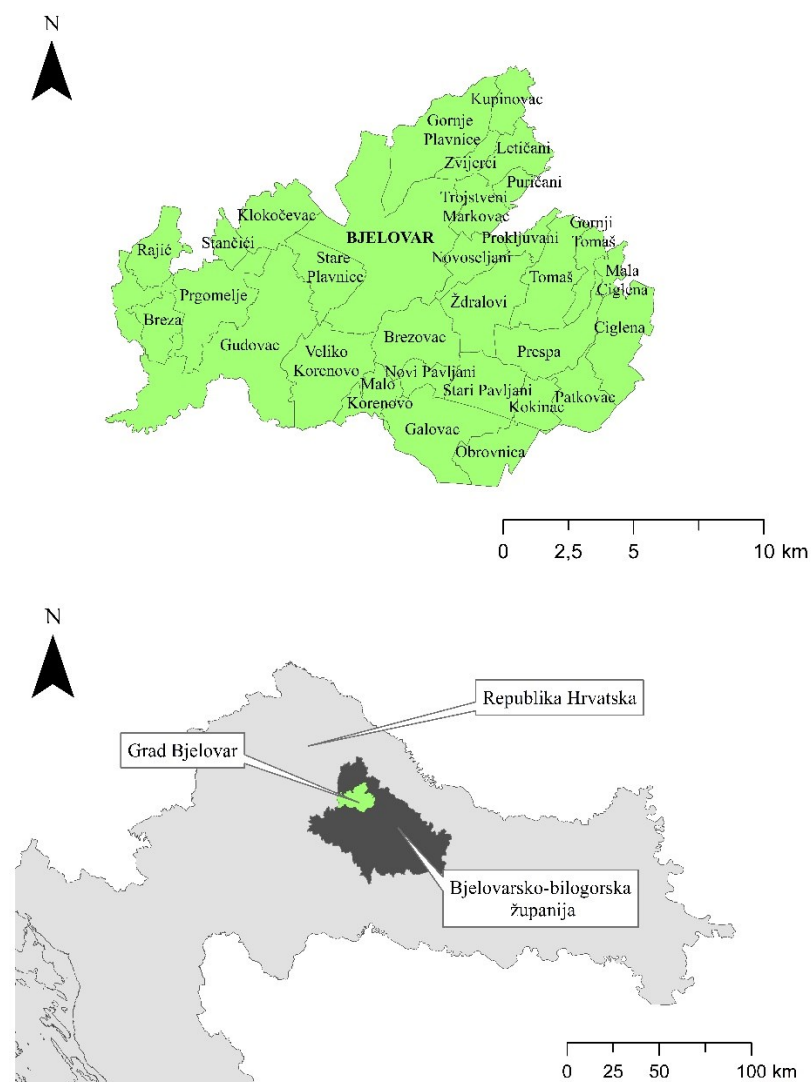 N
Kupinovac
Gornje
Plavnice
Letičani
Zvijerci
Puričani
Trojstveni
Markovac
Klokočevac
Gornji
Tomaš
Rajić
Stančići
BJELOVAR
Prokljuvani
Stare
Plavnice
Novoseljani
Tomaš
Mala
Ciglena
Prgomelje
Ždralovi
Breza
Ciglena
Gudovac
Brezovac
Veliko
Korenovo
Prespa
Novi Pavljani
Malo
Korenovo
Stari Pavljani
Patkovac
Kokinac
Galovac
Obrovnica
0 2,5 5 10 km
N
Republika Hrvatska
Grad Bjelovar
Bjelovarsko-bilogorska
županija
0 25 50 100 km